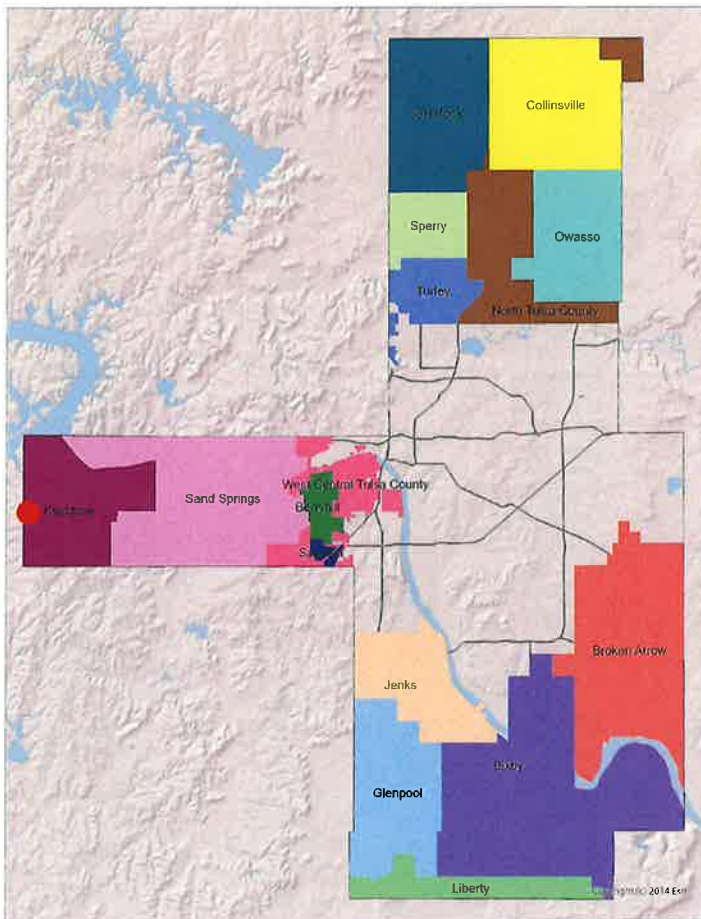 Collinsville
Sperry
Owasso
Turley
North Tulsa County
West Central Tulsa County
Sand Springs
Keystone
Berryhill
Broken Arrow
Jenks
Bixby
Glenpool
Liberty
2014 Esri